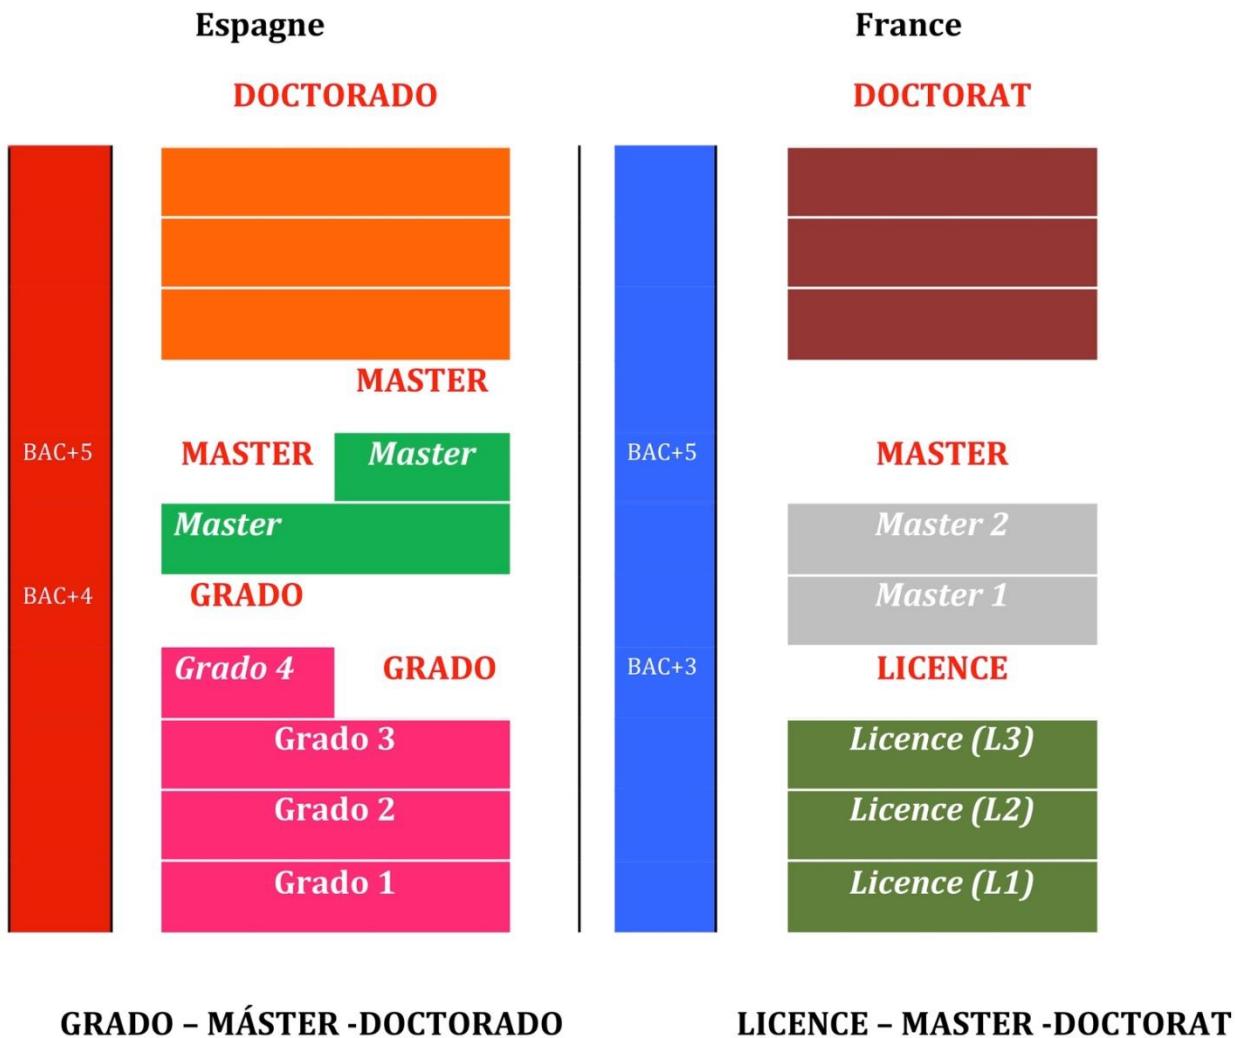 Espagne
France
DOCTORADO
DOCTORAT
MASTER
BAC+5
MASTER
Master
BAC+5
MASTER
Master
Master 2
BAC+4
GRADO
Master 1
Grado 4
GRADO
BAC+3
LICENCE
Grado 3
Licence (L3)
Grado 2
Licence (L2)
Grado 1
Licence (L1)
GRADO – MÁSTER -DOCTORADO
LICENCE – MASTER -DOCTORAT